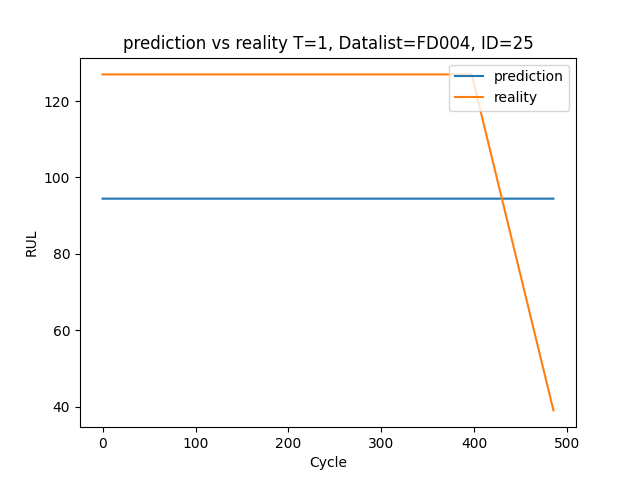 prediction vs reality T=1, Datalist=FD004, ID=25
prediction
reality
120
100
80
60
40
RUL
0 100 200 300 400 500
Cycle